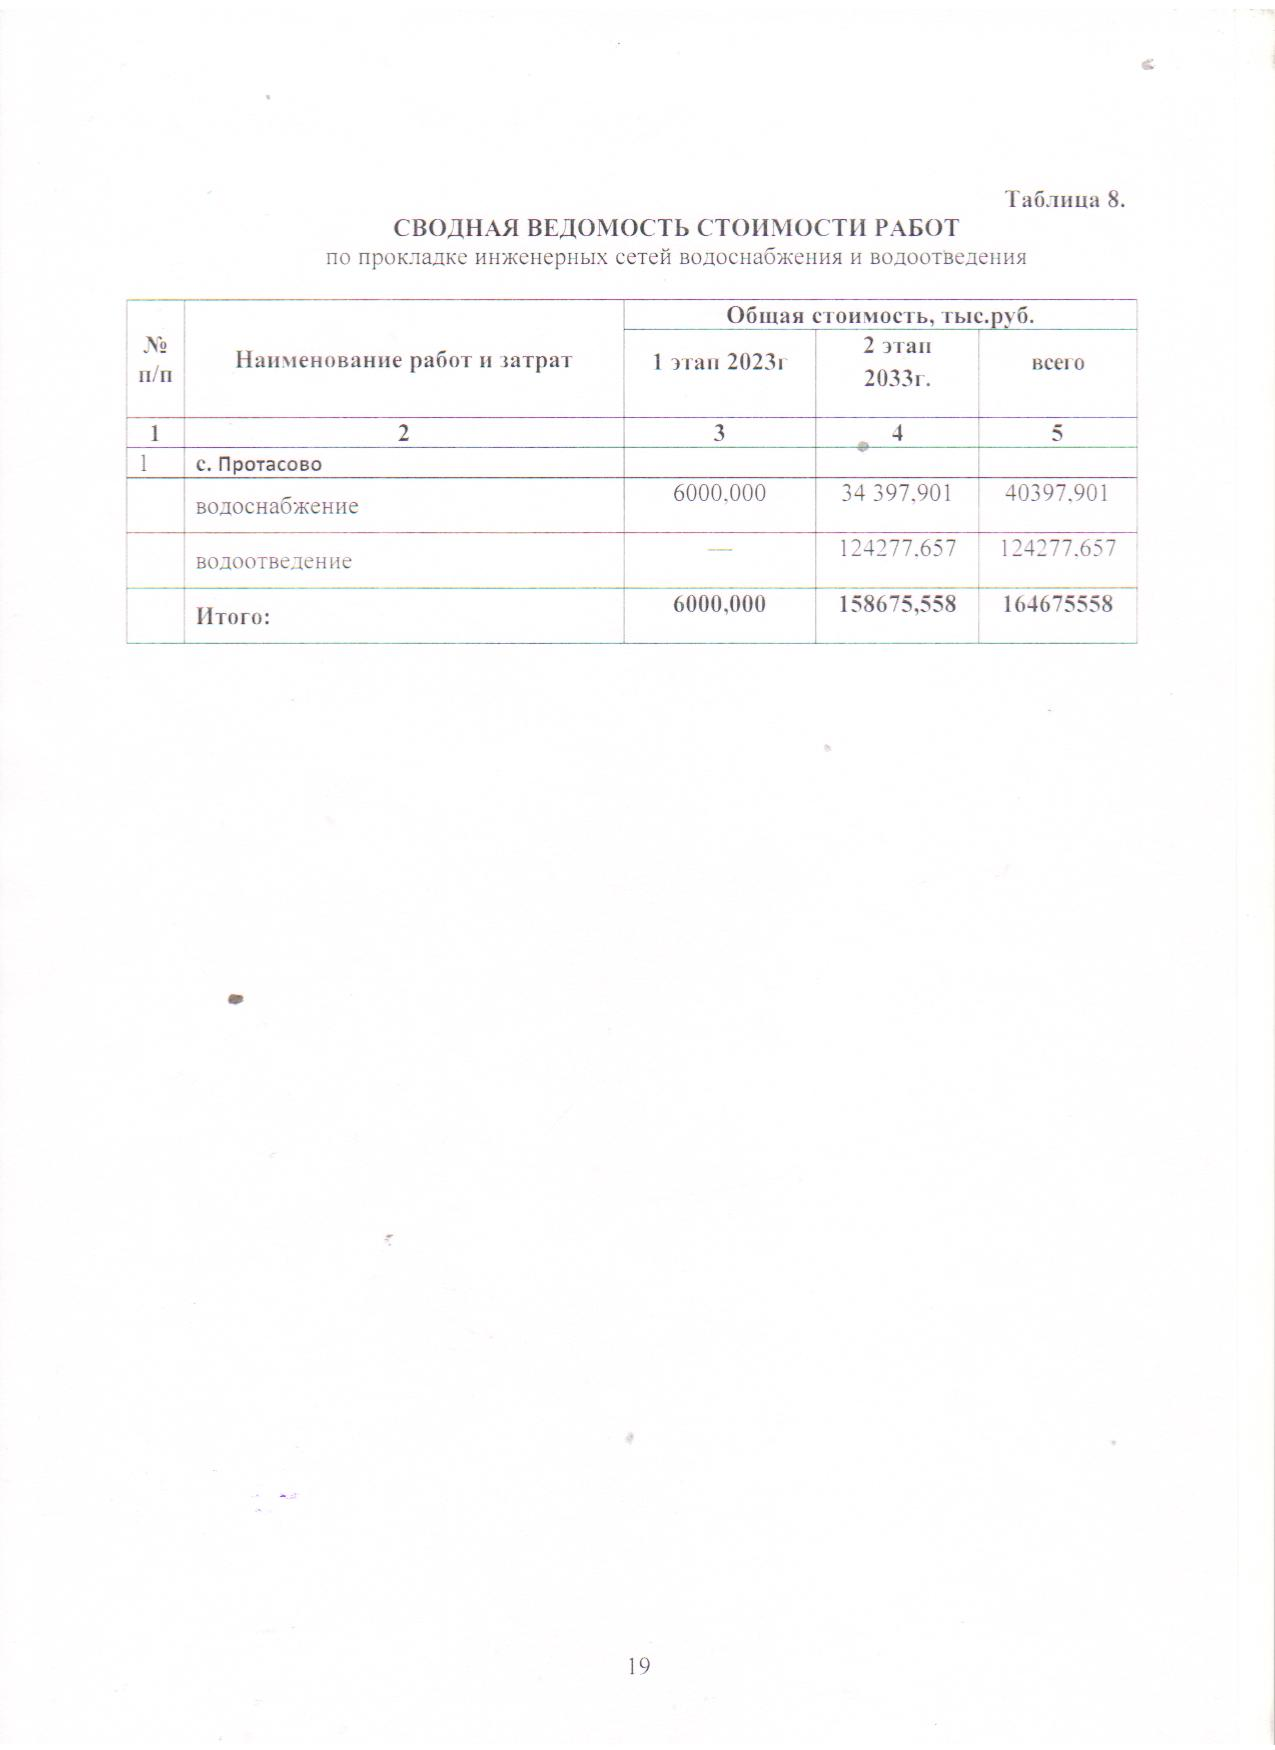 Таблица 8.
СВОДНАЯ ВЕДОМОСТЬ СТОИМОСТИ РАБОТ
по прокладке инженерных сетей водоснабжения и водоотведения
№ п/п Наименование работ и затрат Общая стоимость, тыс.руб.
1 этап 2023г 2 этап 2033г. всего
1 2 3 4 5
1 с. Протасово
водоснабжение 6000,000 34 397,901 40397,901
водоотведение — 124277,657 124277,657
Итого: 6000,000 158675,558 164675558
19